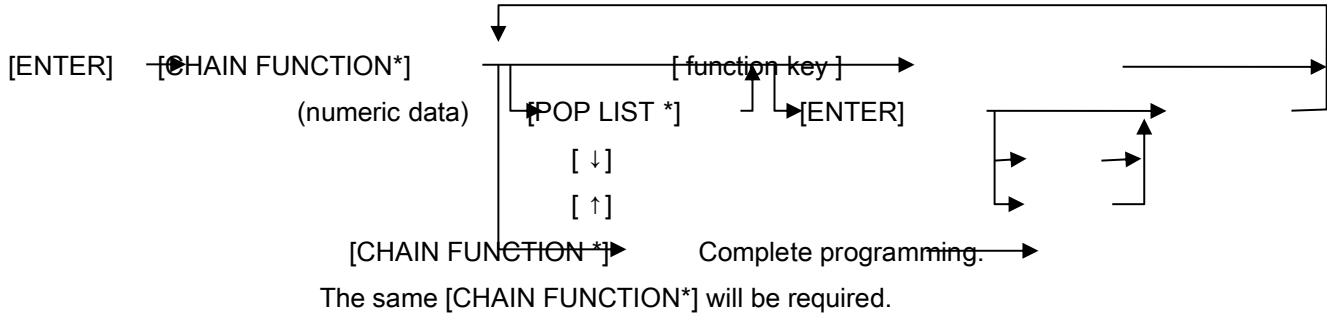 [ENTER] [CHAIN FUNCTION*] [ function key ]
(numeric data) [POP LIST *] [ENTER]
[ ↓]
[ ↑]
[CHAIN FUNCTION *] Complete programming.
The same [CHAIN FUNCTION*] will be required.